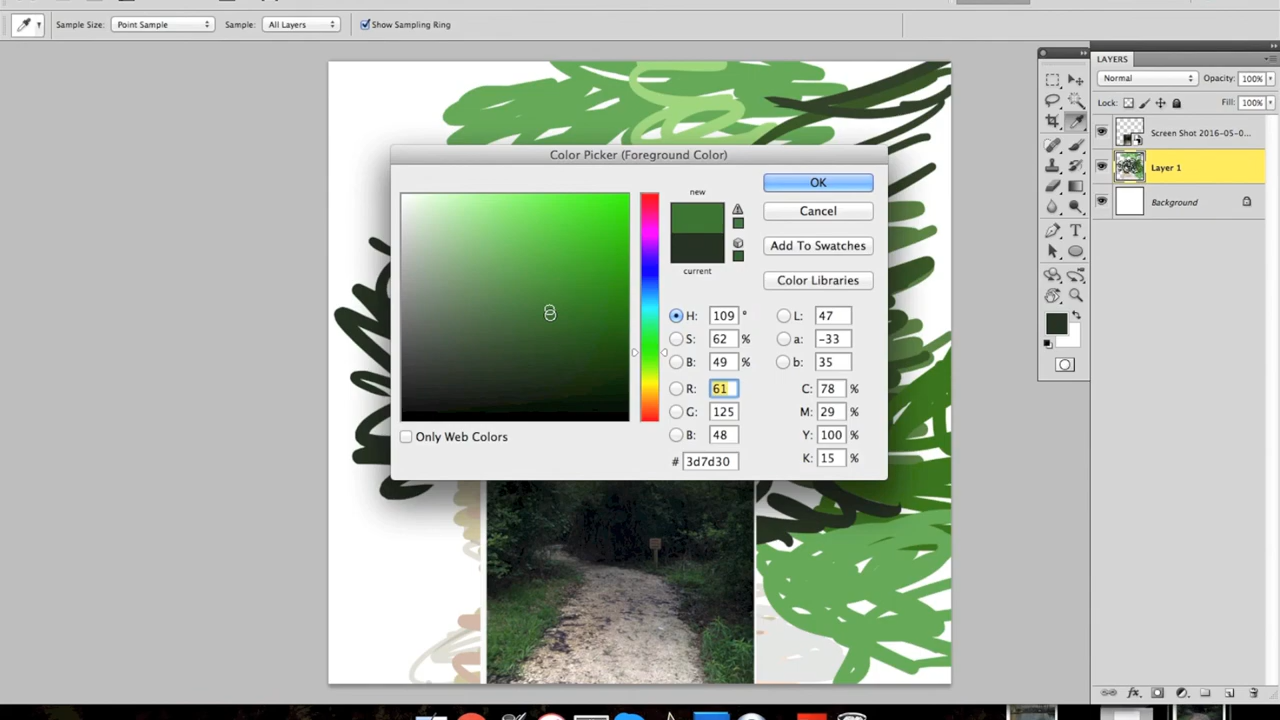 Sample Size: Point Sample Sample: All Layers Show Sampling Ring
LAYERS
Normal Opacity: 100%
Lock: Fill: 100%
Screen Shot 2016-05-0...
Layer 1
Background
Color Picker (Foreground Color)
new
current
OK
Cancel
Add To Swatches
Color Libraries
H: 109 ° L: 47
S: 62 % a: -33
B: 49 % b: 35
R: 61 C: 78 %
G: 125 M: 29 %
B: 48 Y: 100 %
# 3d7d30 K: 15 %
Only Web Colors